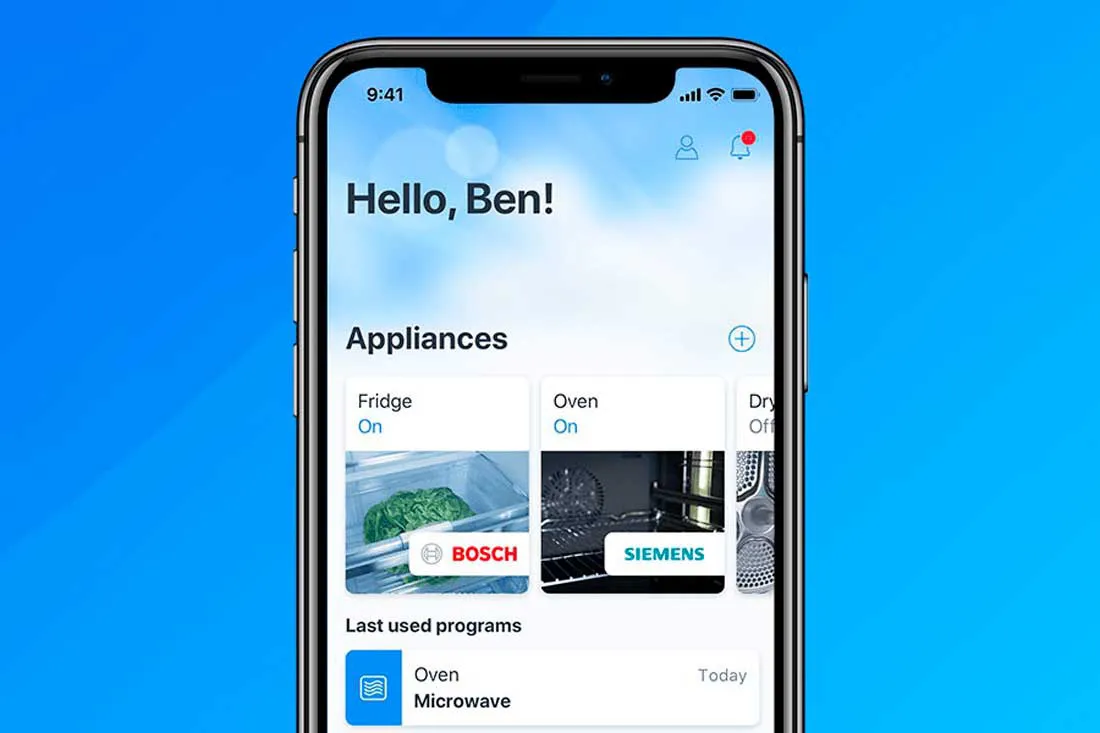 9:41
Hello, Ben!
Appliances
Fridge
On
Oven
On
Dry
Off
BOSCH
SIEMENS
Last used programs
Oven
Today
Microwave